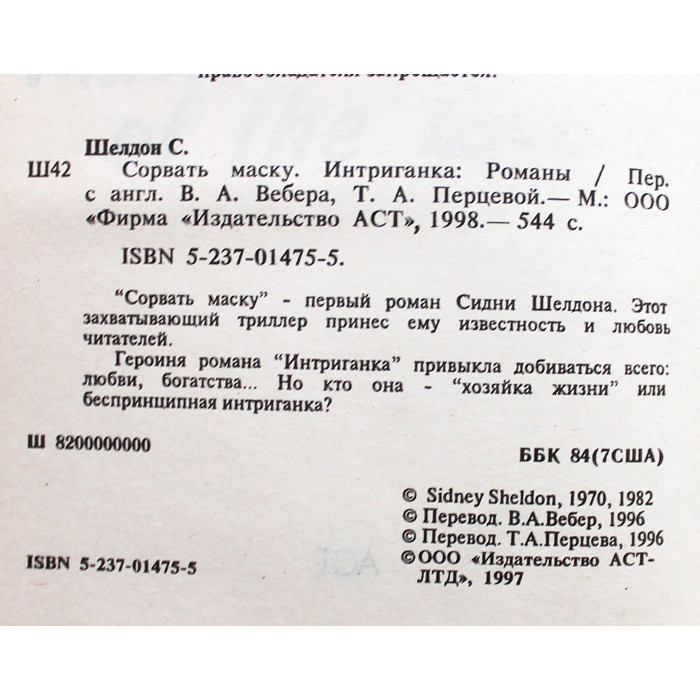 правообладателя запрещается.
Шелдон С.
Ш42 Сорвать маску. Интриганка: Романы / Пер.
с англ. В. А. Вебера, Т. А. Перцевой.— М.: ООО
«Фирма «Издательство АСТ», 1998.— 544 с.
ISBN 5-237-01475-5.
“Сорвать маску” - первый роман Сидни Шелдона. Этот
захватывающий триллер принес ему известность и любовь
читателей.
Героиня романа “Интриганка” привыкла добиваться всего:
любви, богатства... Но кто она - “хозяйка жизни” или
беспринципная интриганка?
Ш 8200000000
ББК 84(7США)
© Sidney Sheldon, 1970, 1982
© Перевод. В.А.Вебер, 1996
© Перевод. Т.А.Перцева, 1996
ISBN 5-237-01475-5
©ООО «Издательство АСТ-
ЛТД», 1997